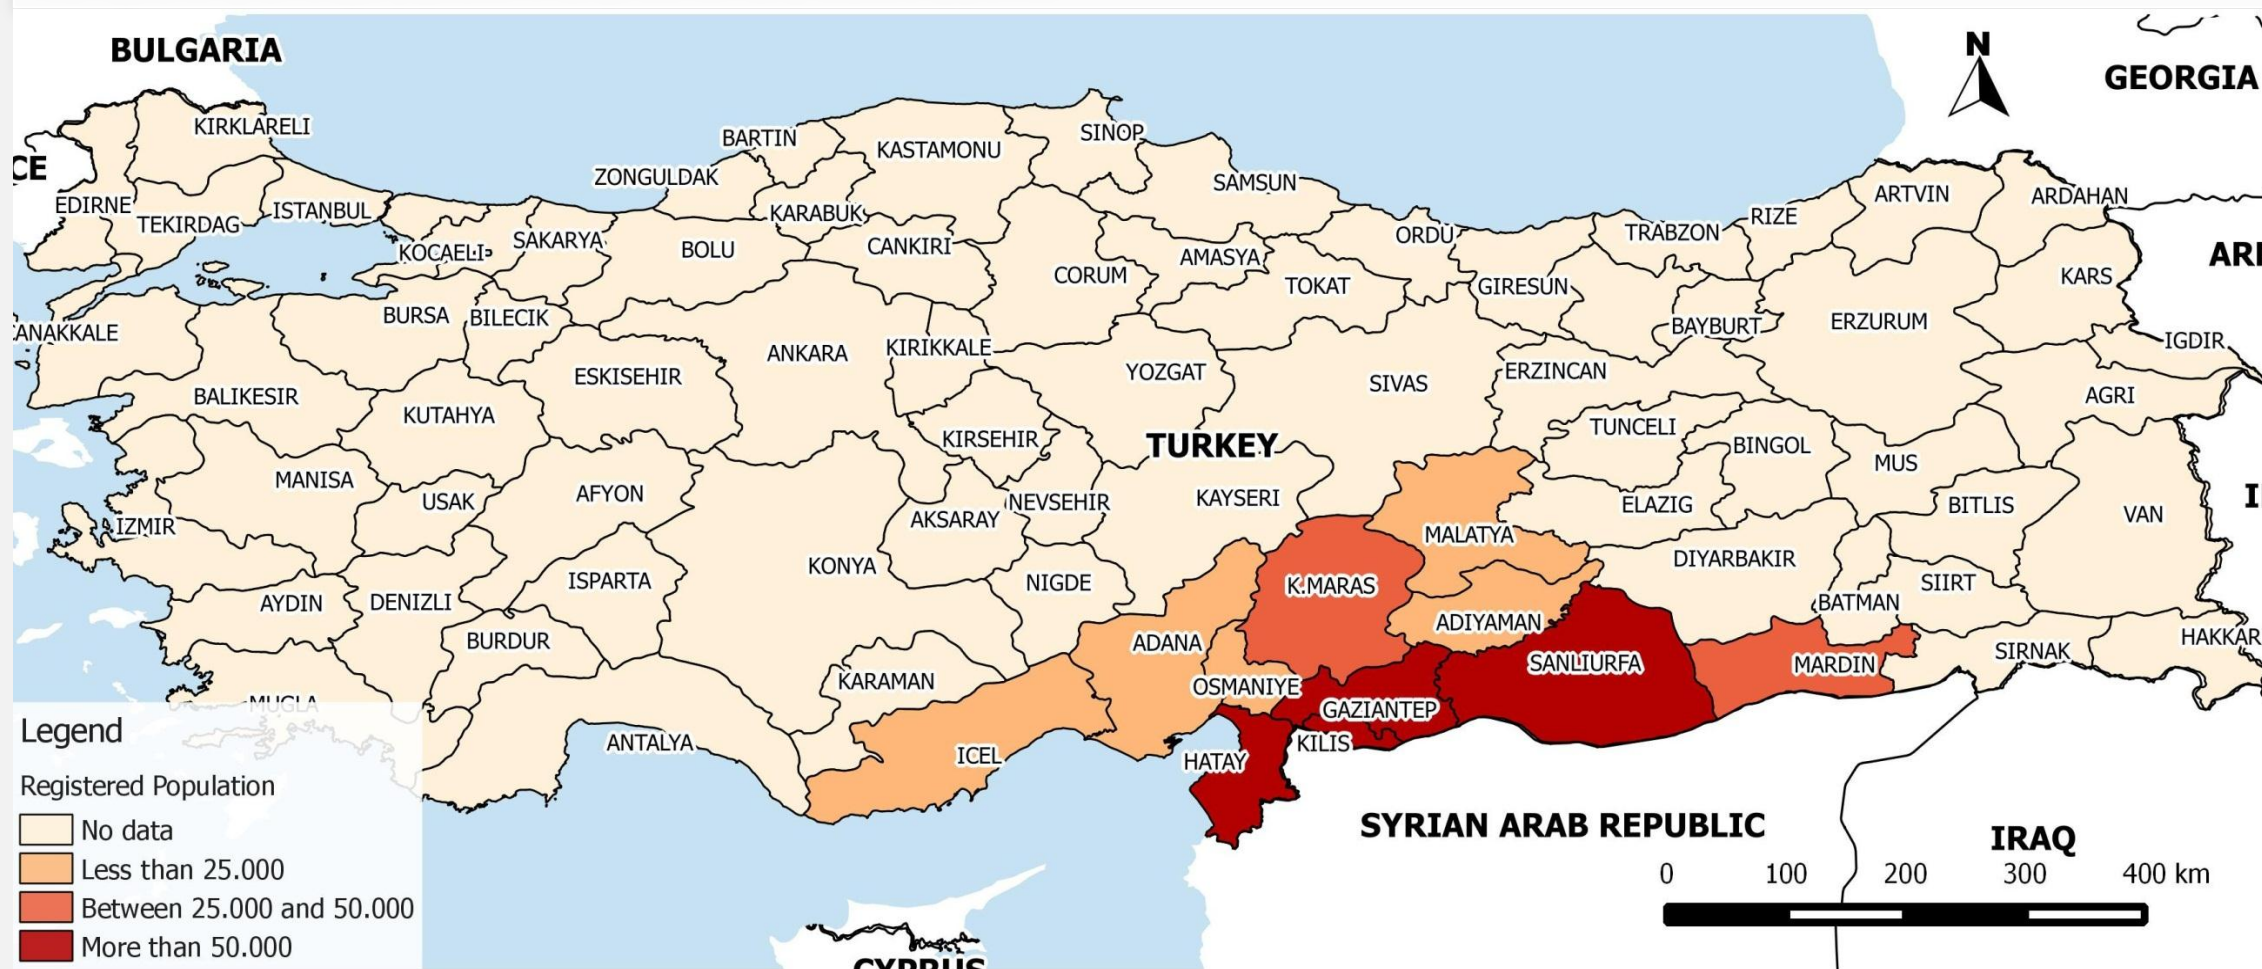 BULGARIA
N
GEORGIA
KIRKLARELI
BARTIN
KASTAMONU
SINOP
CE
ZONGULDAK
SAMSUN
EDIRNE
TEKIRDAG
ISTANBUL
KARABUK
ARTVIN
ARDAHAN
RIZE
KOCAELI
SAKARYA
BOLU
CANKIRI
AMASYA
ORDU
TRABZON
AR
CORUM
TOKAT
GIRESUN
KARS
BURSA
BILECIK
BAYBURT
ERZURUM
ANAKKALE
ANKARA
KIRIKKALE
IGDIR
ESKISEHIR
YOZGAT
SIVAS
ERZINCAN
BALIKESIR
KUTAHYA
AGRI
TUNCELI
KIRSEHIR
TURKEY
BINGOL
MUS
MANISA
USAK
AFYON
NEVSEHIR
KAYSERI
ELAZIG
BITLIS
I
IZMIR
AKSARAY
MALATYA
VAN
KONYA
DIYARBAKIR
ISPARTA
NIGDE
K.MARAS
SIIRT
AYDIN
DENIZLI
BATMAN
BURDUR
ADANA
ADIYAMAN
HAKKAR
KARAMAN
OSMANIYE
SANLIURFA
MARDIN
SIRNAK
MUGLA
GAZIANTEP
ANTALYA
ICEL
HATAY
KILIS
SYRIAN ARAB REPUBLIC
IRAQ
0 100 200 300 400 km
CYPRUS
Legend
Registered Population
No data
Less than 25.000
Between 25.000 and 50.000
More than 50.000